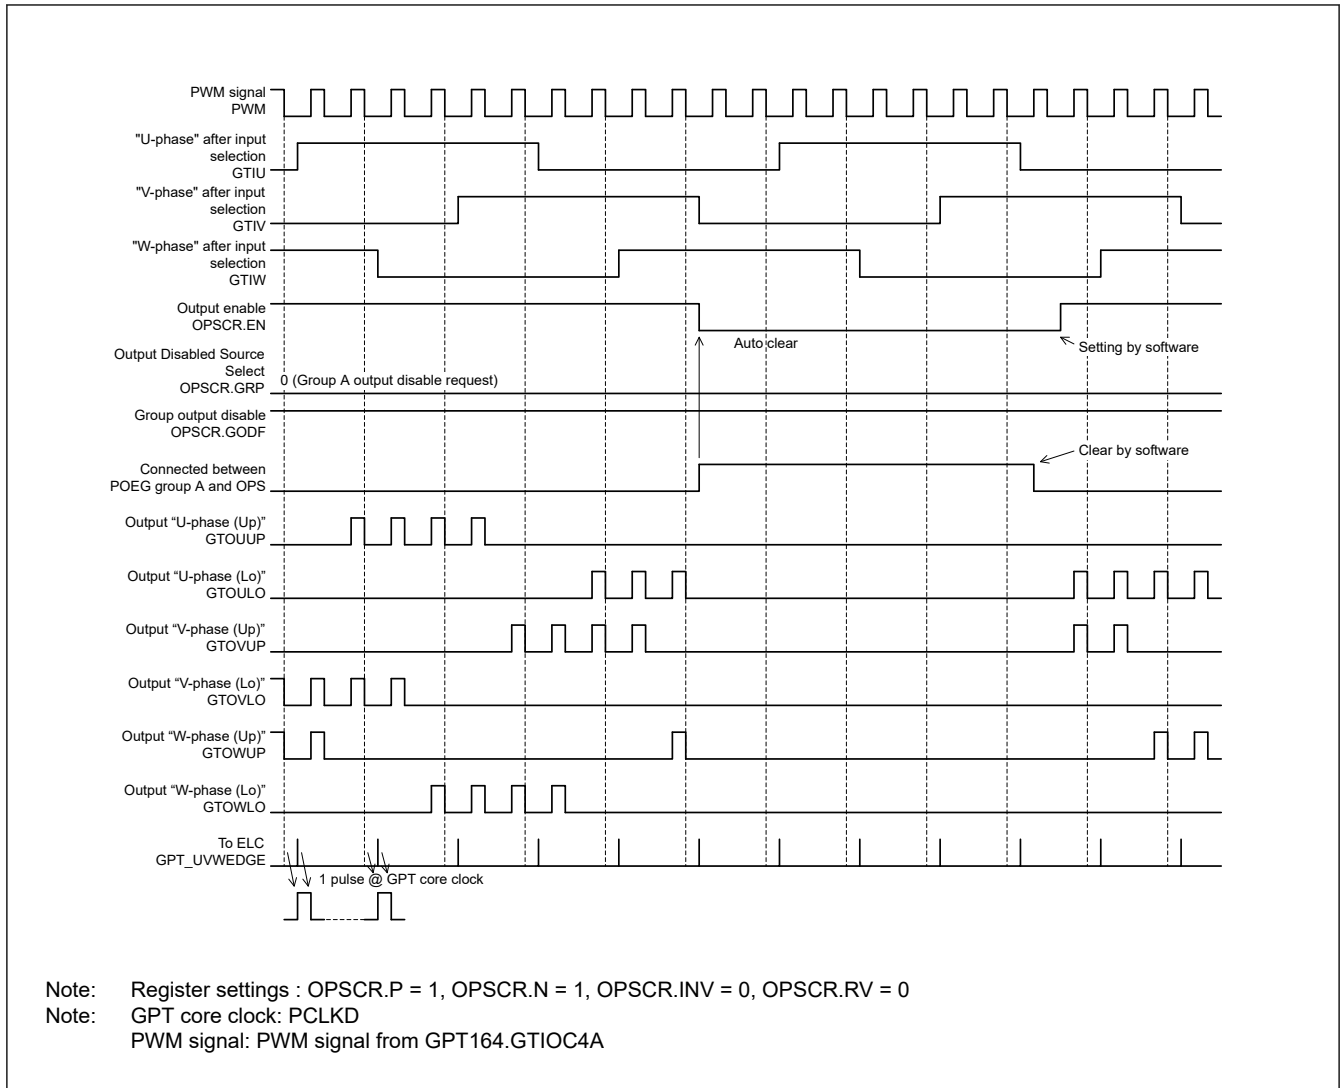 PWM signal
PWM
"U-phase" after input
selection
GTIU
"V-phase" after input
selection
GTIV
"W-phase" after input
selection
GTIW
Output enable
OPSCR.EN
Auto clear
Setting by software
Output Disabled Source
Select
OPSCR.GRP
0 (Group A output disable request)
Group output disable
OPSCR.GODF
Clear by software
Connected between
POEG group A and OPS
Output “U-phase (Up)”
GTOUUP
Output “U-phase (Lo)”
GTOULO
Output “V-phase (Up)”
GTOVUP
Output “V-phase (Lo)”
GTOVLO
Output “W-phase (Up)”
GTOWUP
Output “W-phase (Lo)”
GTOWLO
To ELC
GPT_UVWEDGE
1 pulse @ GPT core clock
Note: Register settings : OPSCR.P = 1, OPSCR.N = 1, OPSCR.INV = 0, OPSCR.RV = 0
Note: GPT core clock: PCLKD
PWM signal: PWM signal from GPT164.GTIOC4A